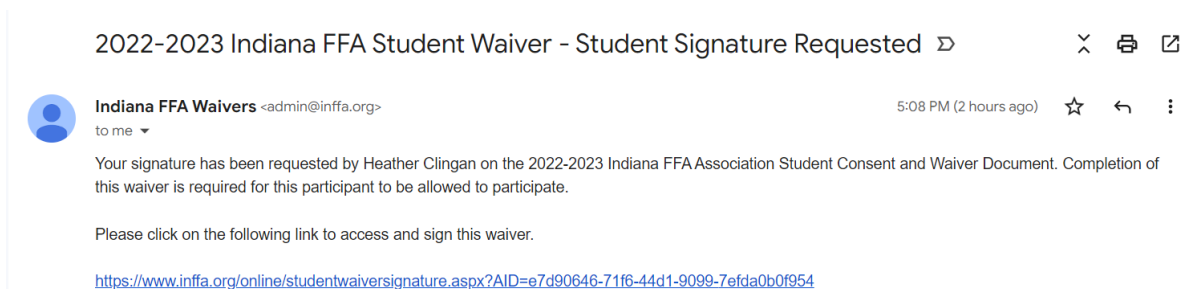 2022-2023 Indiana FFA Student Waiver - Student Signature Requested
Indiana FFA Waivers <admin@inffa.org>
5:08 PM (2 hours ago)
to me
Your signature has been requested by Heather Clingan on the 2022-2023 Indiana FFA Association Student Consent and Waiver Document. Completion of
this waiver is required for this participant to be allowed to participate.
Please click on the following link to access and sign this waiver.
https://www.inffa.org/online/studentwaiversignature.aspx?AID=e7d90646-71f6-44d1-9099-7efda0b0f954